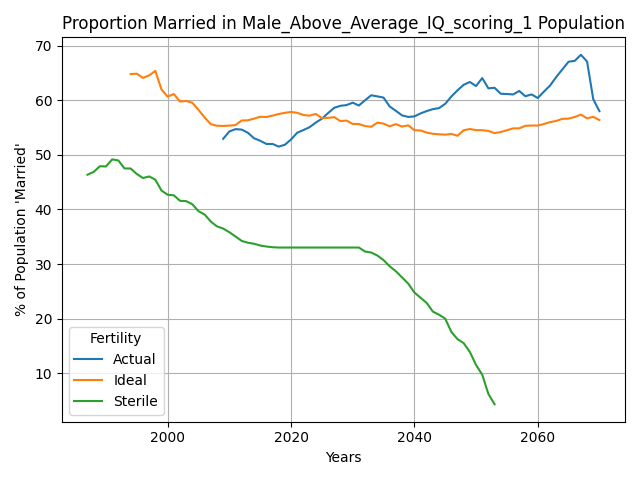 Proportion Married in Male_Above_Average_IQ_scoring_1 Population
% of Population 'Married'
70
60
50
40
30
20
10
Fertility
Actual
Ideal
Sterile
2000
2020
2040
2060
Years